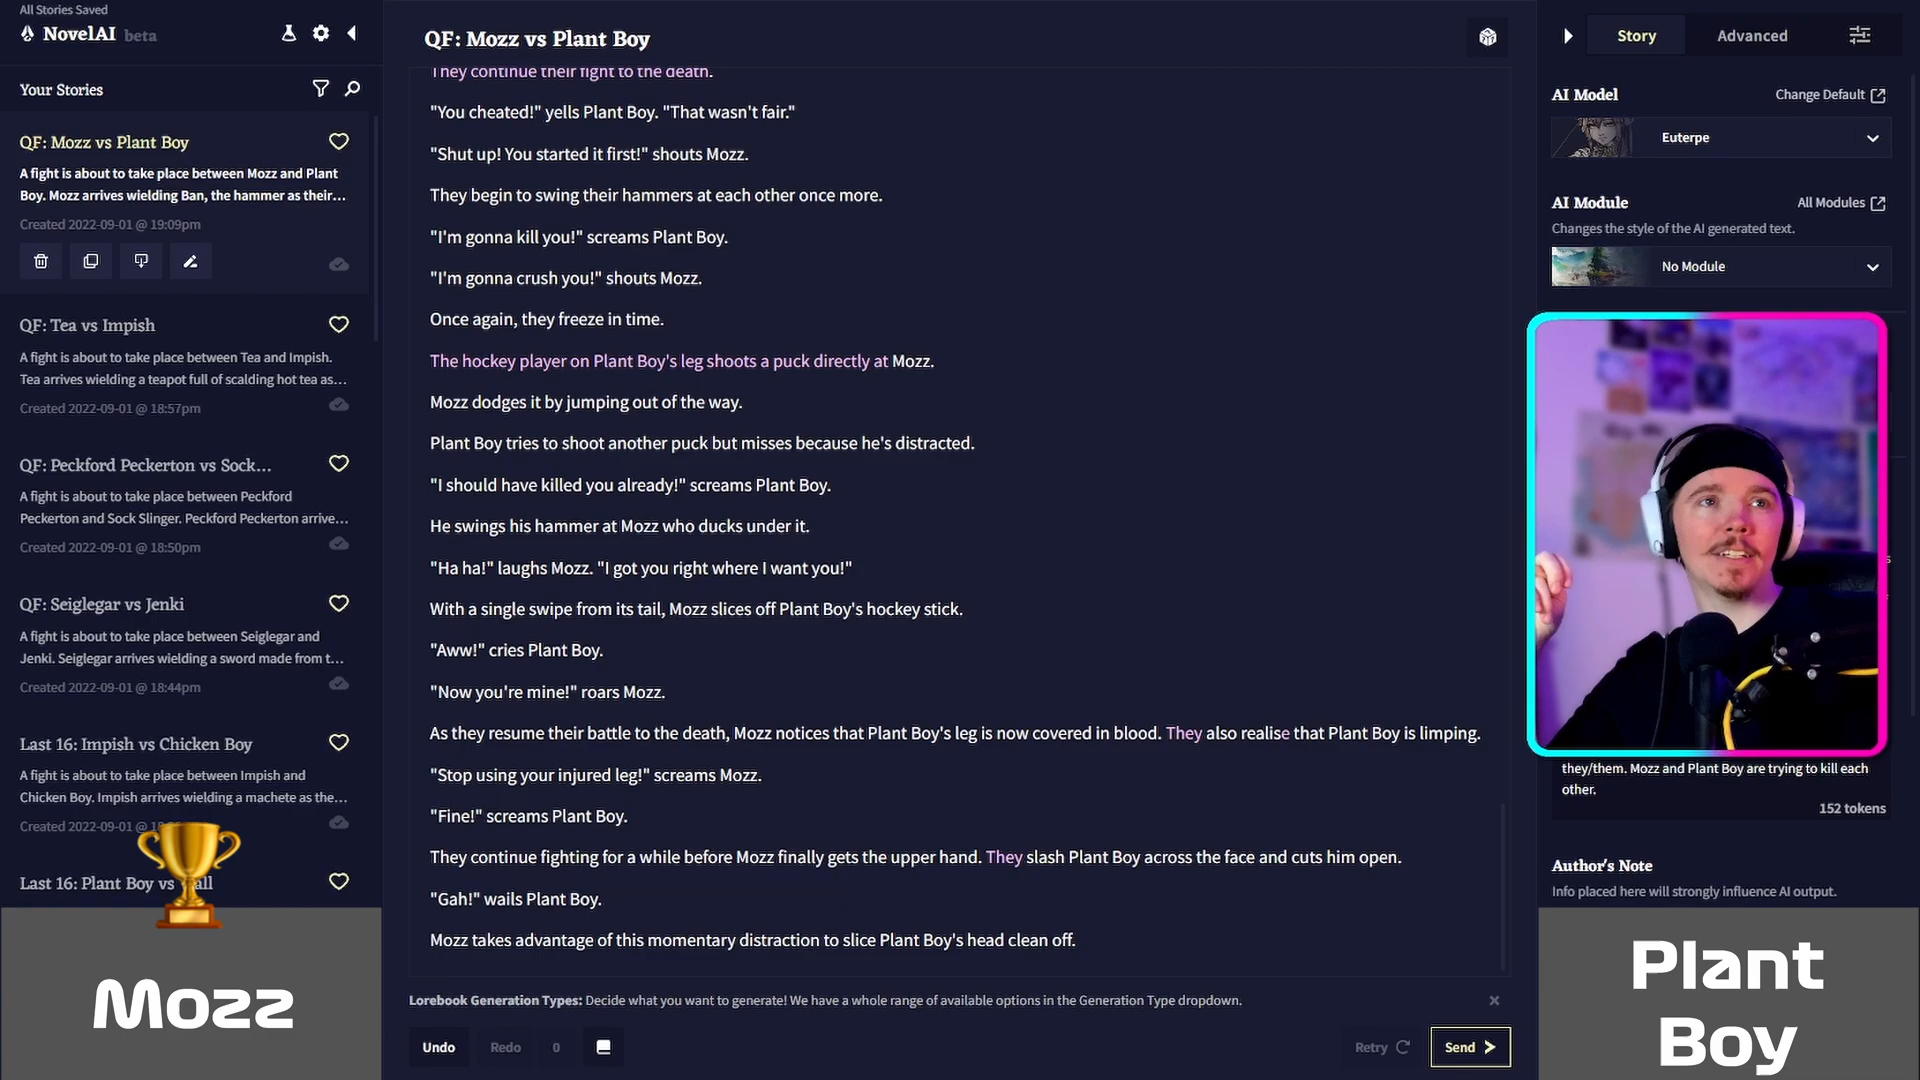 All Stories Saved
NovelAI beta
Your Stories
QF: Mozz vs Plant Boy
A fight is about to take place between Mozz and Plant
Boy. Mozz arrives wielding Ban, the hammer as their...
Created 2022-09-01 @ 19:09pm
QF: Tea vs Impish
A fight is about to take place between Tea and Impish.
Tea arrives wielding a teapot full of scalding hot tea as...
Created 2022-09-01 @ 18:57pm
QF: Peckford Peckerton vs Sock...
A fight is about to take place between Peckford
Peckerton and Sock Slinger. Peckford Peckerton arrive...
Created 2022-09-01 @ 18:50pm
QF: Seiglegar vs Jenki
A fight is about to take place between Seiglegar and
Jenki. Seiglegar arrives wielding a sword made from t...
Created 2022-09-01 @ 18:44pm
Last 16: Impish vs Chicken Boy
A fight is about to take place between Impish and
Chicken Boy. Impish arrives wielding a machete as the...
Created 2022-09-01 @
Last 16: Plant Boy vs
Mozz
QF: Mozz vs Plant Boy
They continue their fight to the death.
"You cheated!" yells Plant Boy. "That wasn't fair."
"Shut up! You started it first!" shouts Mozz.
They begin to swing their hammers at each other once more.
"I'm gonna kill you!" screams Plant Boy.
"I'm gonna crush you!" shouts Mozz.
Once again, they freeze in time.
The hockey player on Plant Boy's leg shoots a puck directly at Mozz.
Mozz dodges it by jumping out of the way.
Plant Boy tries to shoot another puck but misses because he's distracted.
"I should have killed you already!" screams Plant Boy.
He swings his hammer at Mozz who ducks under it.
"Ha ha!" laughs Mozz. "I got you right where I want you!"
With a single swipe from its tail, Mozz slices off Plant Boy's hockey stick.
"Aww!" cries Plant Boy.
"Now you're mine!" roars Mozz.
As they resume their battle to the death, Mozz notices that Plant Boy's leg is now covered in blood. They also realise that Plant Boy is limping.
"Stop using your injured leg!" screams Mozz.
"Fine!" screams Plant Boy.
They continue fighting for a while before Mozz finally gets the upper hand. They slash Plant Boy across the face and cuts him open.
"Gah!" wails Plant Boy.
Mozz takes advantage of this momentary distraction to slice Plant Boy's head clean off.
Lorebook Generation Types: Decide what you want to generate! We have a whole range of available options in the Generation Type dropdown.
Undo
Redo
0
Retry
Send
Story
Advanced
AI Model
Change Default
Euterpe
AI Module
All Modules
Changes the style of the AI generated text.
No Module
they/them. Mozz and Plant Boy are trying to kill each
other.
152 tokens
Author's Note
Info placed here will strongly influence AI output.
Plant
Boy